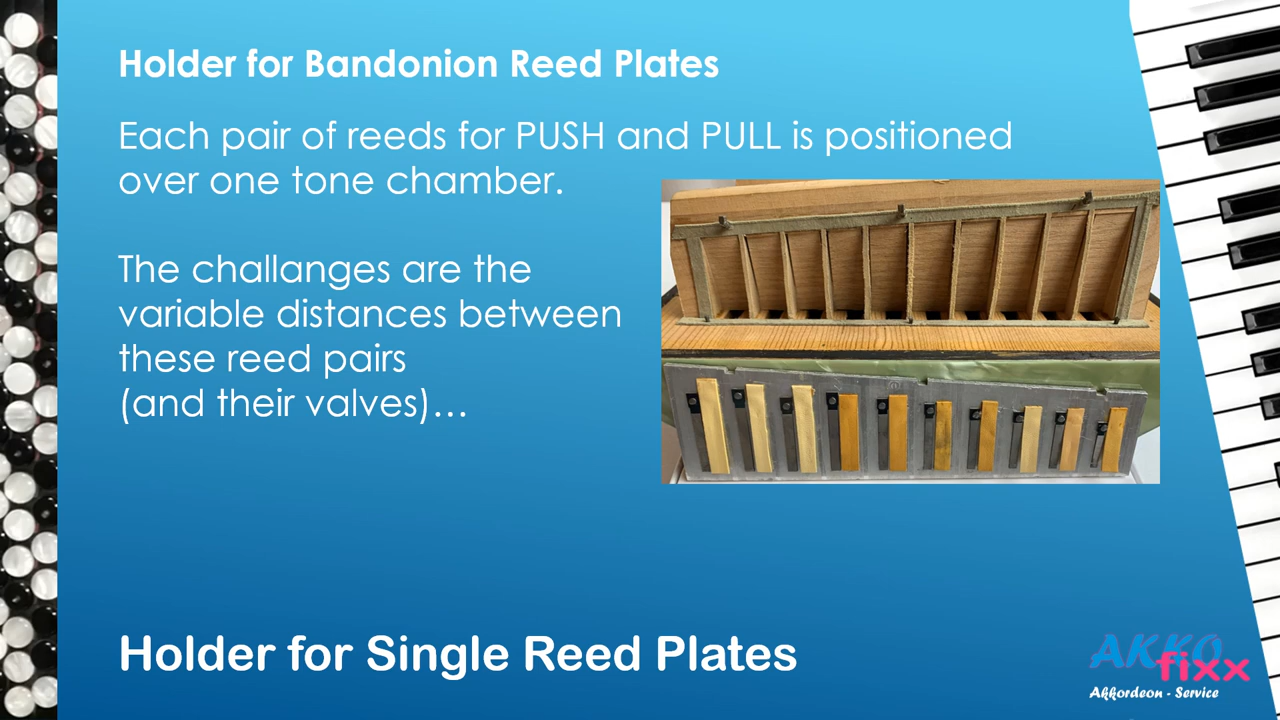 Holder for Bandonion Reed Plates
Each pair of reeds for PUSH and PULL is positioned
over one tone chamber.
The challanges are the
variable distances between
these reed pairs
(and their valves)…
Holder for Single Reed Plates
AKKO
fixx
Akkordeon - Service